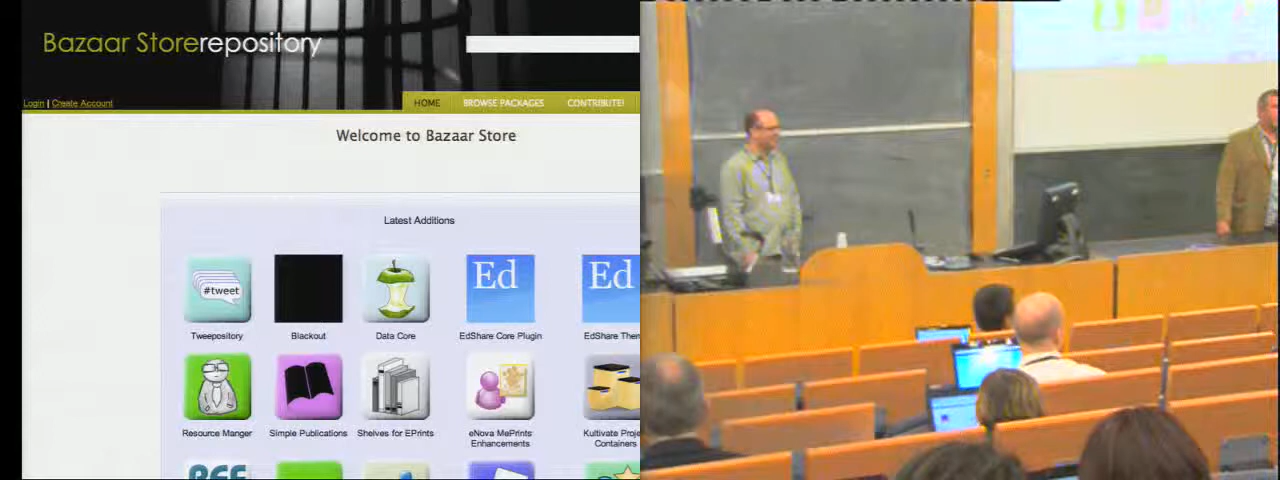 Bazaar Storerepository
Login | Create Account
HOME BROWSE PACKAGES CONTRIBUTE!
Welcome to Bazaar Store
Latest Additions
#tweet
Ed
Ed
Tweepository Blackout Data Core EdShare Core Plugin EdShare
Resource Manger Simple Publications Shelves for EPrints eNova MePrints Enhancements Kultivate Containers
REF